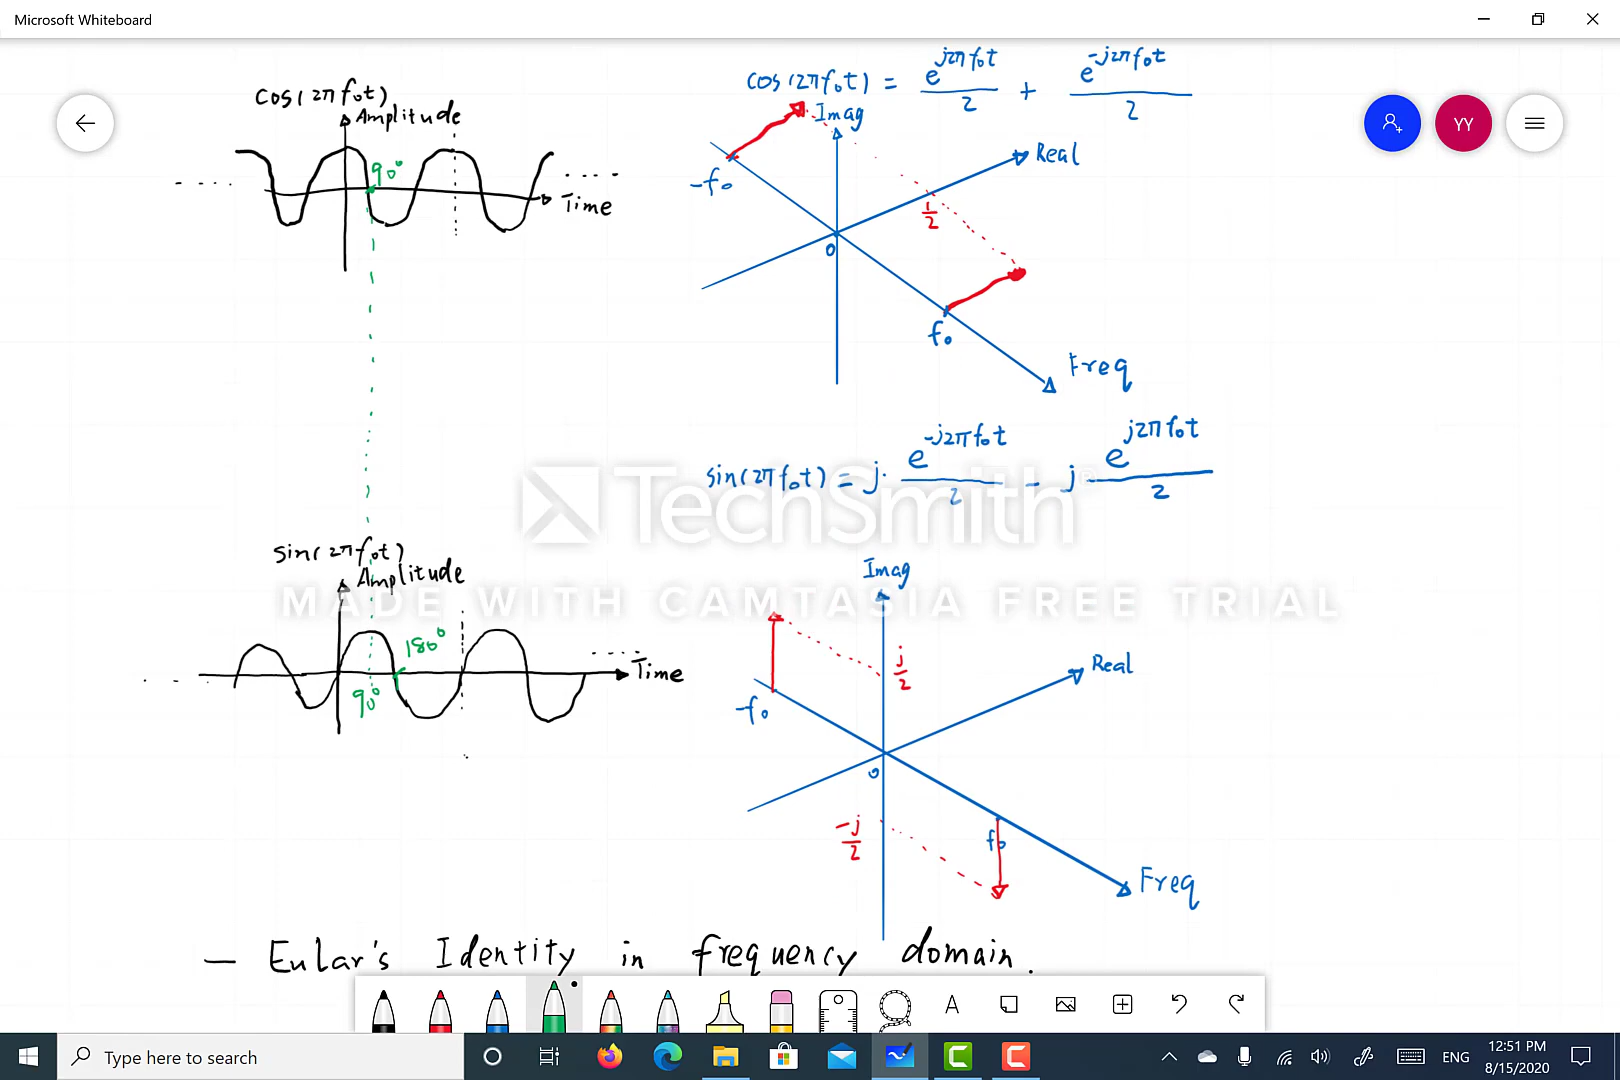 Microsoft Whiteboard
cos(2πf₀t)
Amplitude
90°
Time
cos(2πf₀t) = e^{j2πf₀t}/2 + e^{-j2πf₀t}/2
Imag
Real
-f₀
1/2
0
f₀
Freq
YY
sin(2πf₀t) = j· e^{-j2πf₀t}/2 - j e^{j2πf₀t}/2
TechSmith®
MADE WITH CAMTASIA FREE TRIAL
sin(2πf₀t)
Amplitude
180°
90°
Time
Imag
j/2
Real
-f₀
0
-j/2
f₀
Freq
- Eular's Identity in frequency domain.
A
Type here to search
ENG
12:51 PM
8/15/2020